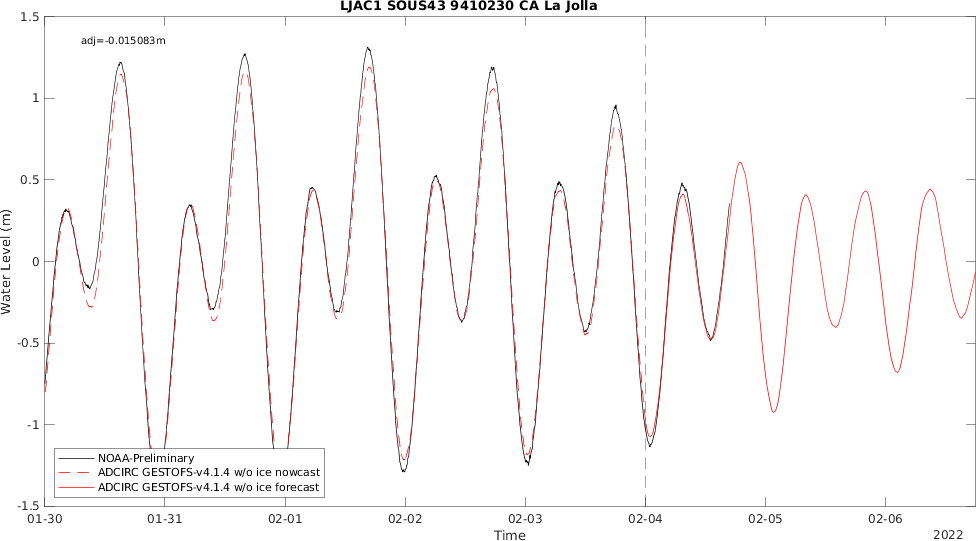 LJAC1 SOUS43 9410230 CA La Jolla
adj=-0.015083m
1.5
1
0.5
0
-0.5
-1
-1.5
Water Level (m)
NOAA-Preliminary
ADCIRC GESTOFS-v4.1.4 w/o ice nowcast
ADCIRC GESTOFS-v4.1.4 w/o ice forecast
01-30 01-31 02-01 02-02 02-03 02-04 02-05 02-06
Time
2022